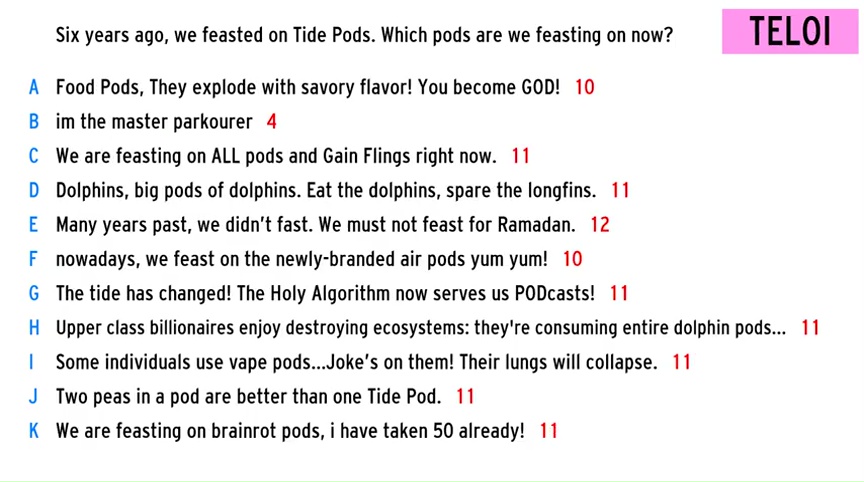 Six years ago, we feasted on Tide Pods. Which pods are we feasting on now? TELOI
A Food Pods, They explode with savory flavor! You become GOD! 10
B im the master parkourer 4
C We are feasting on ALL pods and Gain Flings right now. 11
D Dolphins, big pods of dolphins. Eat the dolphins, spare the longfins. 11
E Many years past, we didn't fast. We must not feast for Ramadan. 12
F nowadays, we feast on the newly-branded air pods yum yum! 10
G The tide has changed! The Holy Algorithm now serves us PODcasts! 11
H Upper class billionaires enjoy destroying ecosystems: they're consuming entire dolphin pods... 11
I Some individuals use vape pods...Joke's on them! Their lungs will collapse. 11
J Two peas in a pod are better than one Tide Pod. 11
K We are feasting on brainrot pods, i have taken 50 already! 11